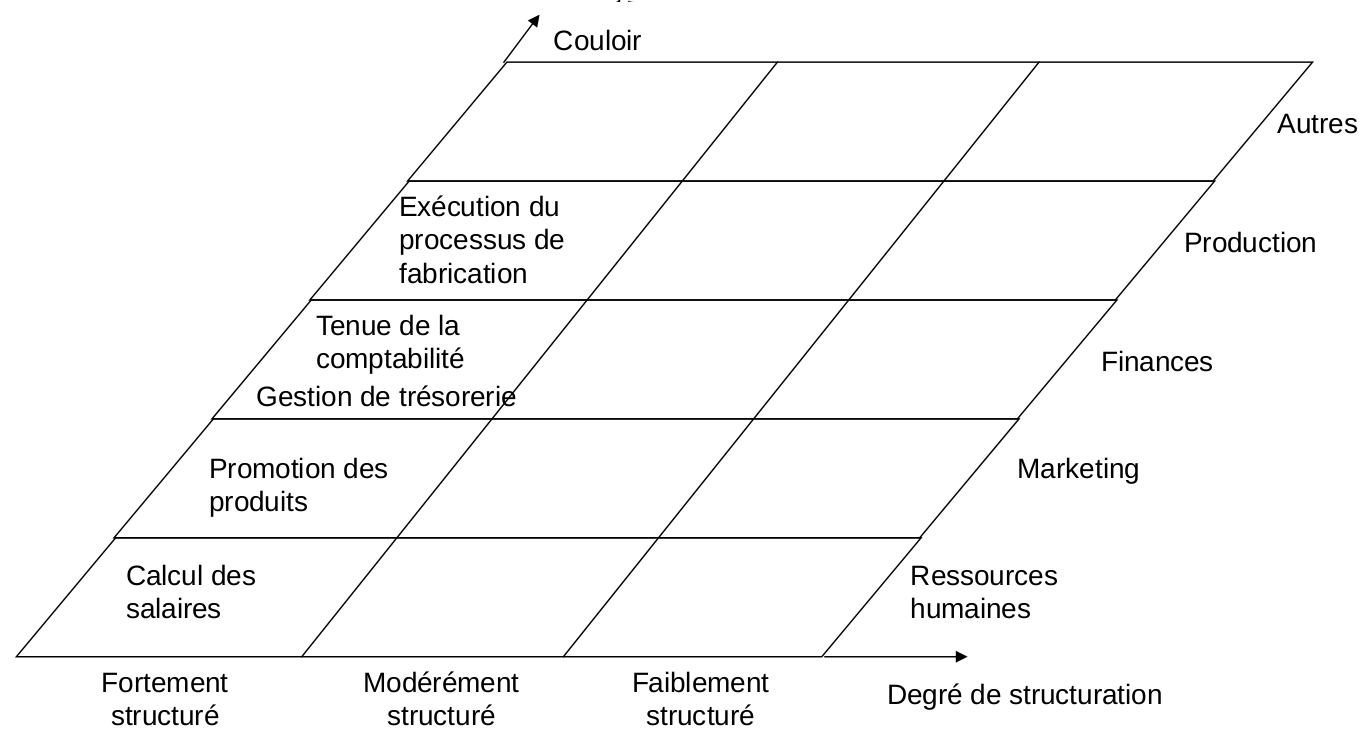 Couloir
Autres
Exécution du
processus de
fabrication
Production
Tenue de la
comptabilité
Gestion de trésorerie
Finances
Promotion des
produits
Marketing
Calcul des
salaires
Ressources
humaines
Fortement
structuré
Modérément
structuré
Faiblement
structuré
Degré de structuration